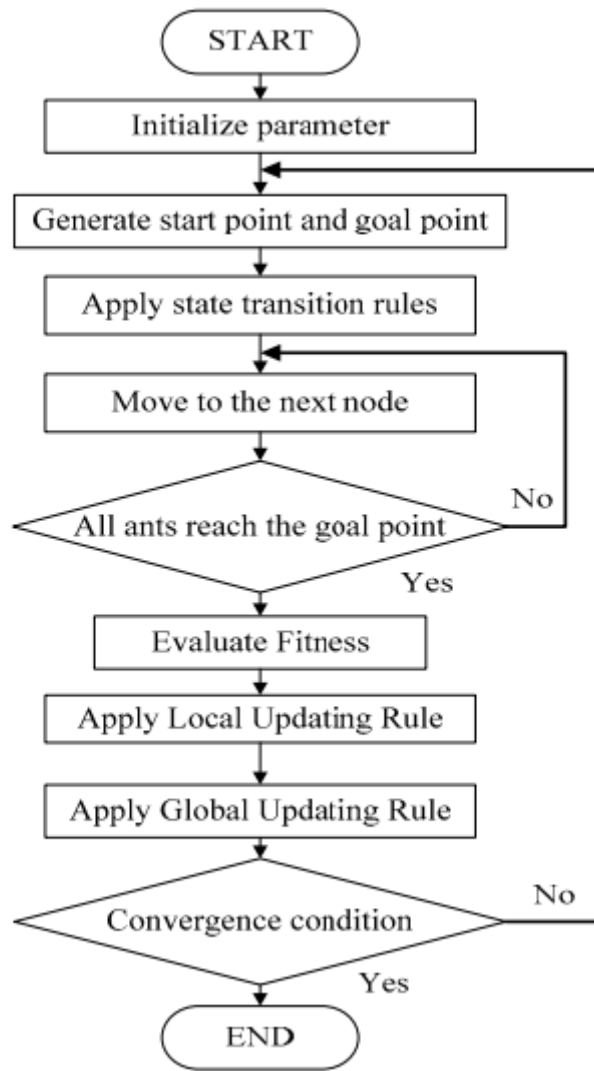 START
Initialize parameter
Generate start point and goal point
Apply state transition rules
Move to the next node
All ants reach the goal point
No
Yes
Evaluate Fitness
Apply Local Updating Rule
Apply Global Updating Rule
Convergence condition
No
Yes
END